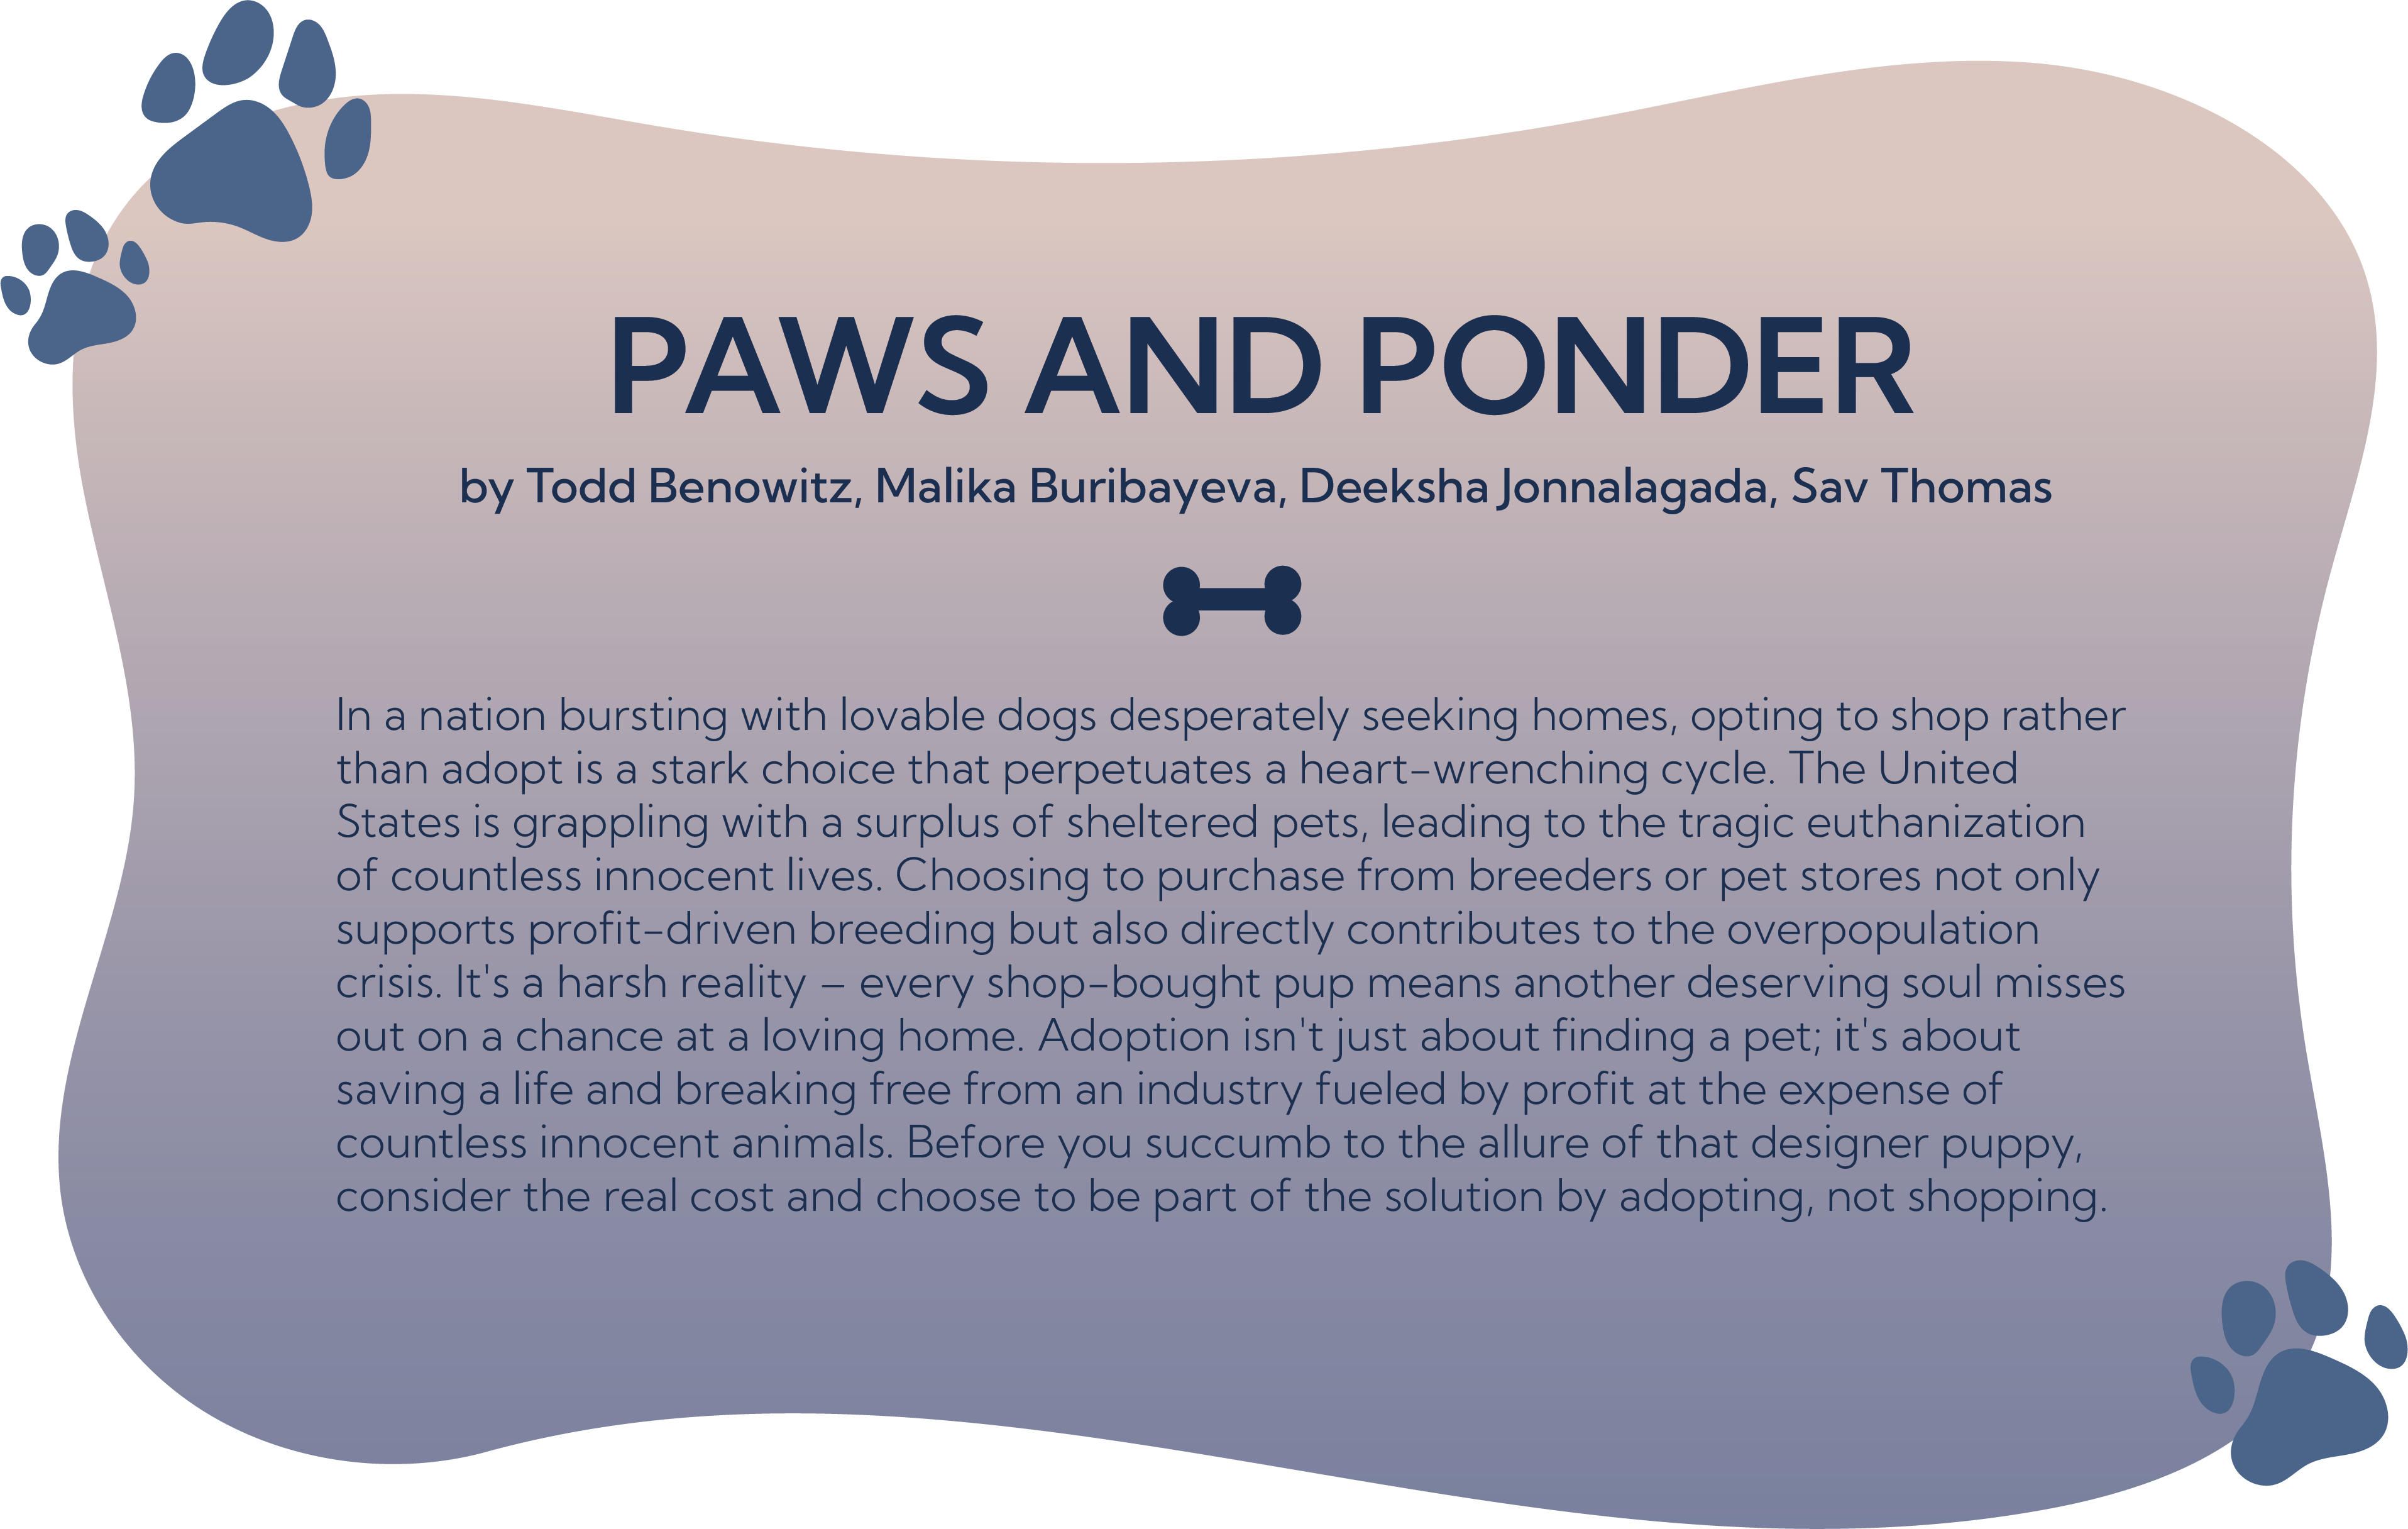 PAWS AND PONDER
by Todd Benowitz, Malika Buribayeva, Deeksha Jonnalagada, Sav Thomas
In a nation bursting with lovable dogs desperately seeking homes, opting to shop rather
than adopt is a stark choice that perpetuates a heart-wrenching cycle. The United
States is grappling with a surplus of sheltered pets, leading to the tragic euthanization
of countless innocent lives. Choosing to purchase from breeders or pet stores not only
supports profit-driven breeding but also directly contributes to the overpopulation
crisis. It's a harsh reality – every shop-bought pup means another deserving soul misses
out on a chance at a loving home. Adoption isn't just about finding a pet; it's about
saving a life and breaking free from an industry fueled by profit at the expense of
countless innocent animals. Before you succumb to the allure of that designer puppy,
consider the real cost and choose to be part of the solution by adopting, not shopping.